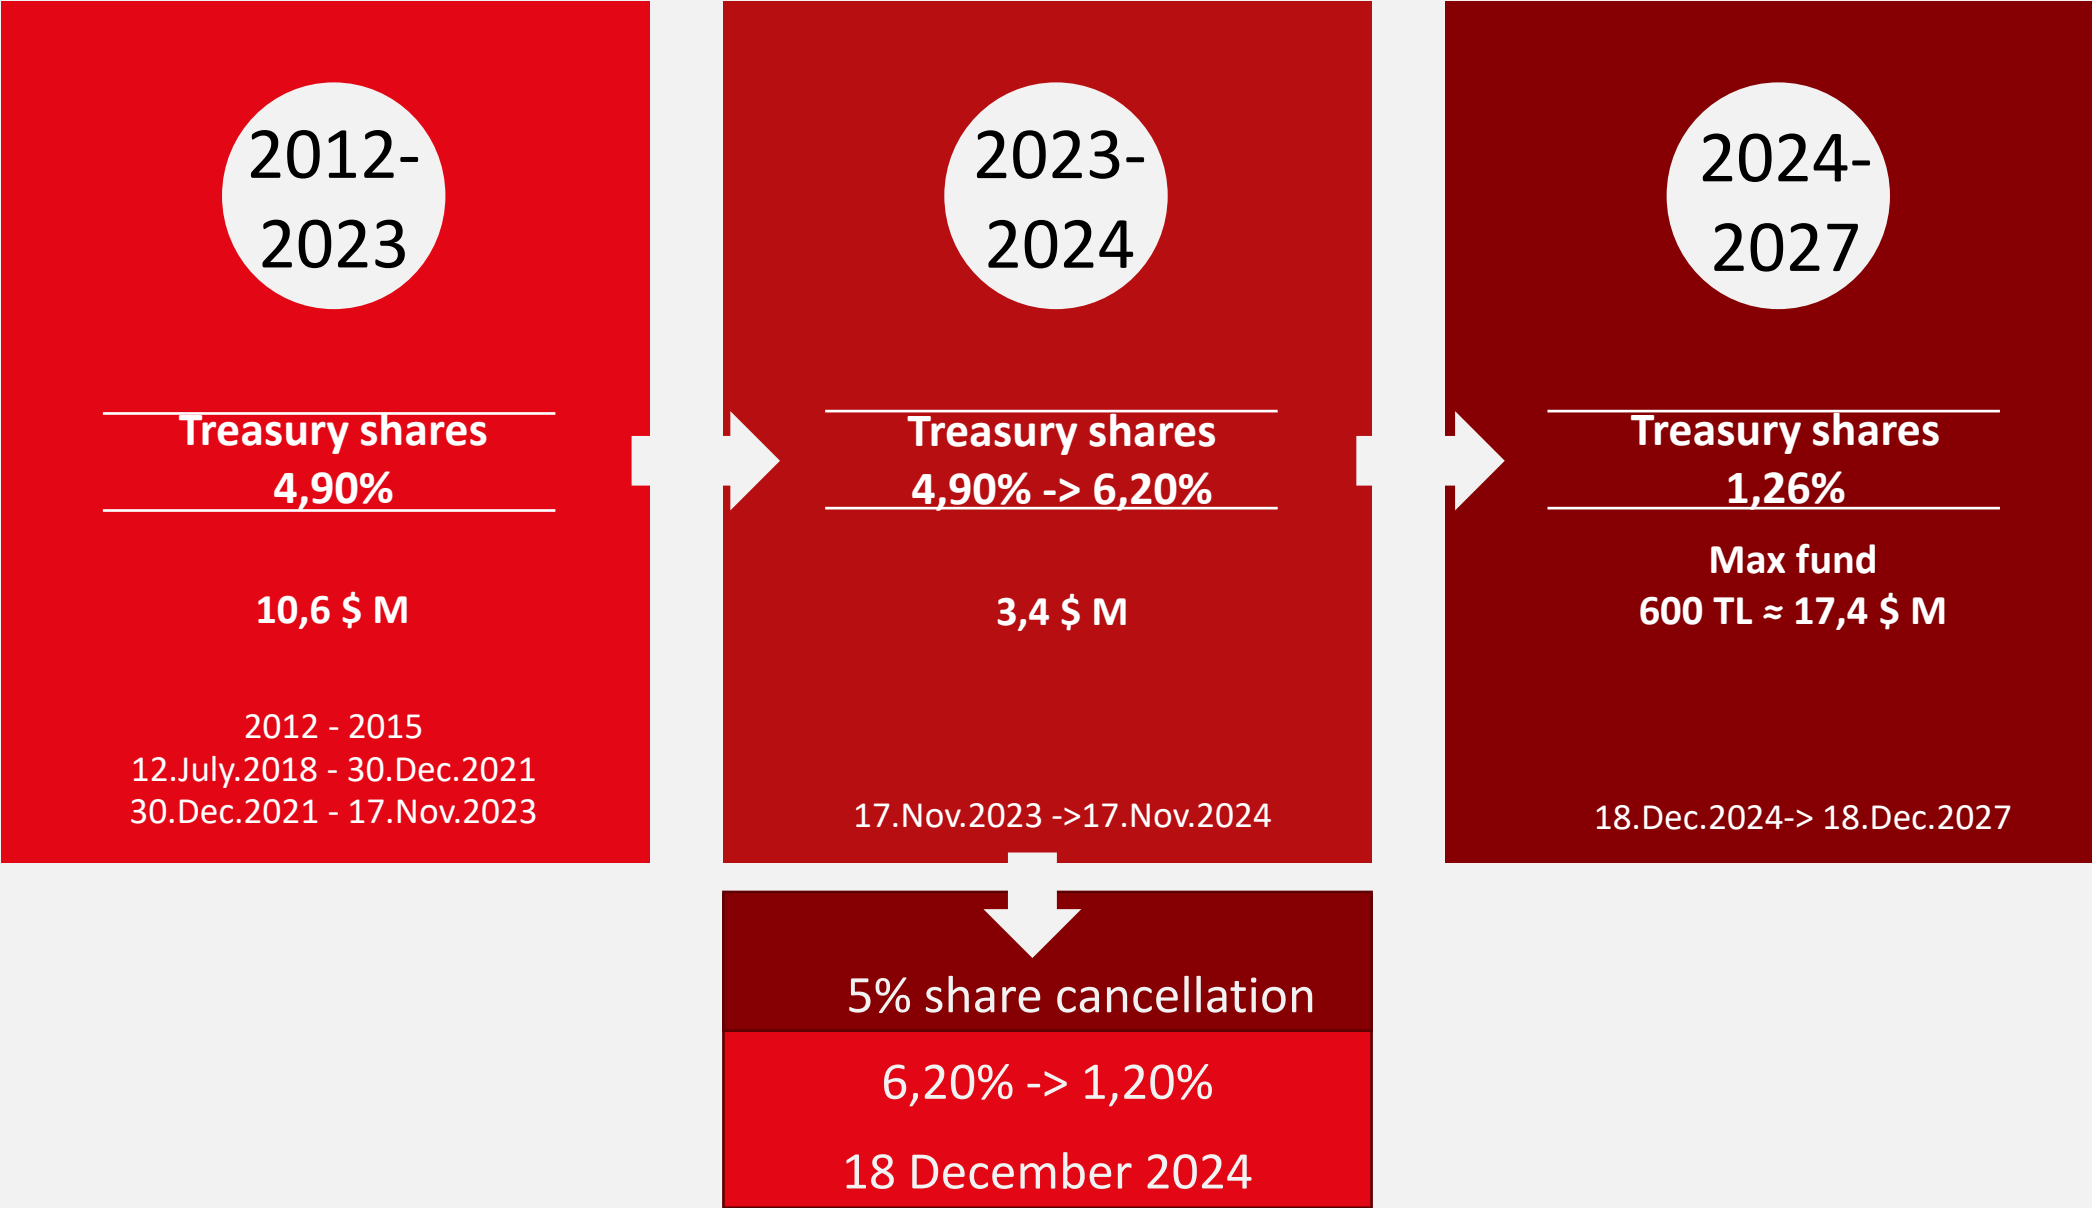 2012-
2023
Treasury shares
4,90%
10,6 $ M
2012 - 2015
12.July.2018 - 30.Dec.2021
30.Dec.2021 - 17.Nov.2023
2023-
2024
Treasury shares
4,90% -> 6,20%
3,4 $ M
17.Nov.2023 ->17.Nov.2024
5% share cancellation
6,20% -> 1,20%
18 December 2024
2024-
2027
Treasury shares
1,26%
Max fund
600 TL ≈ 17,4 $ M
18.Dec.2024-> 18.Dec.2027